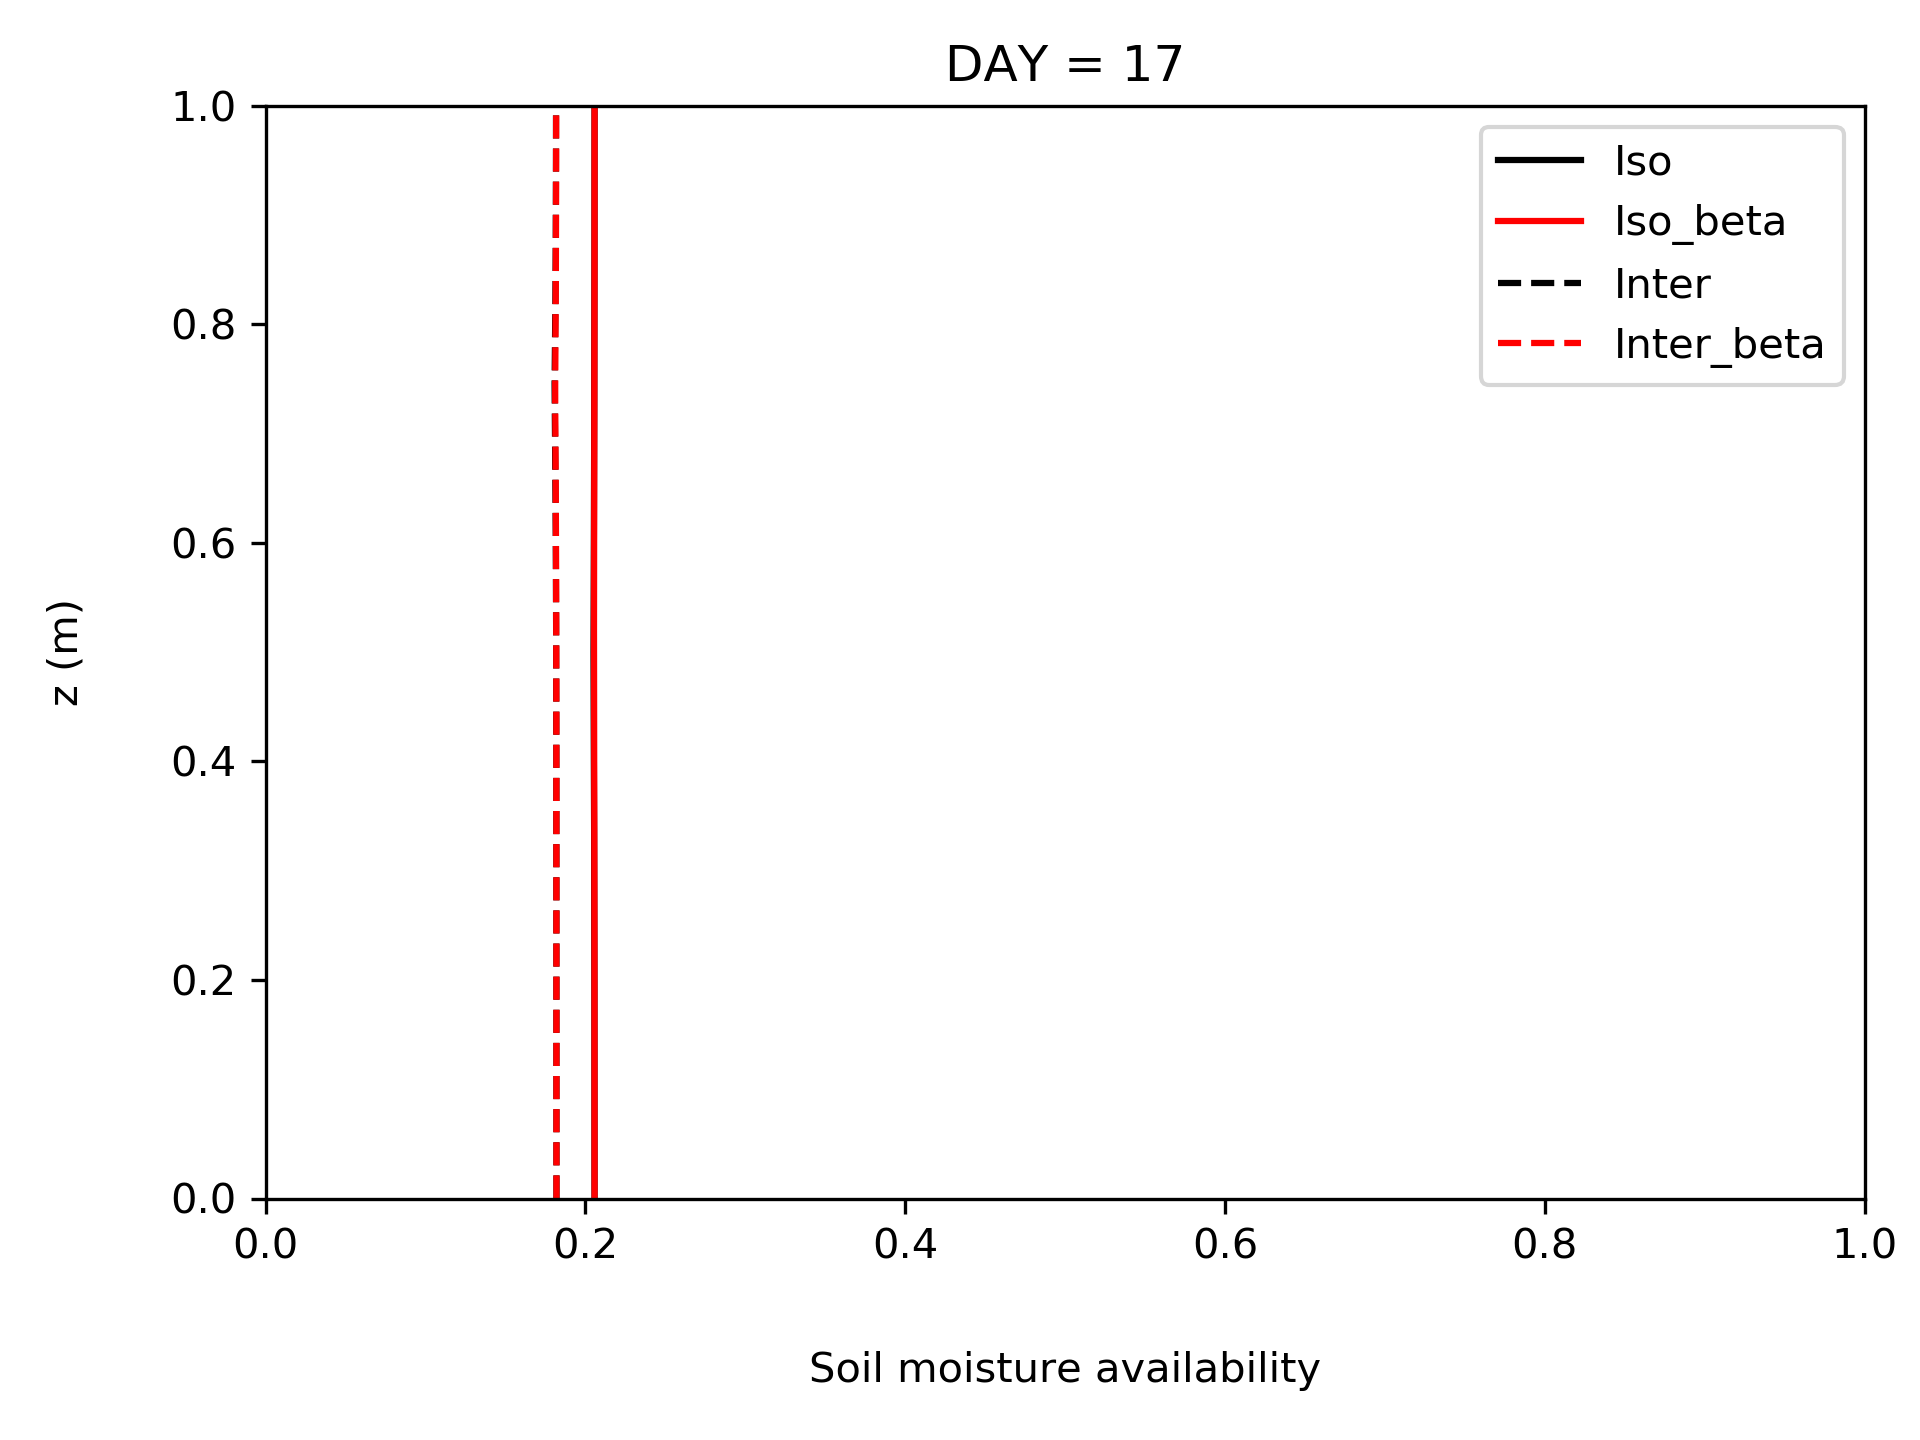 DAY = 17
1.0
0.8
0.6
0.4
0.2
0.0
z (m)
Iso
Iso_beta
Inter
Inter_beta
0.0 0.2 0.4 0.6 0.8 1.0
Soil moisture availability